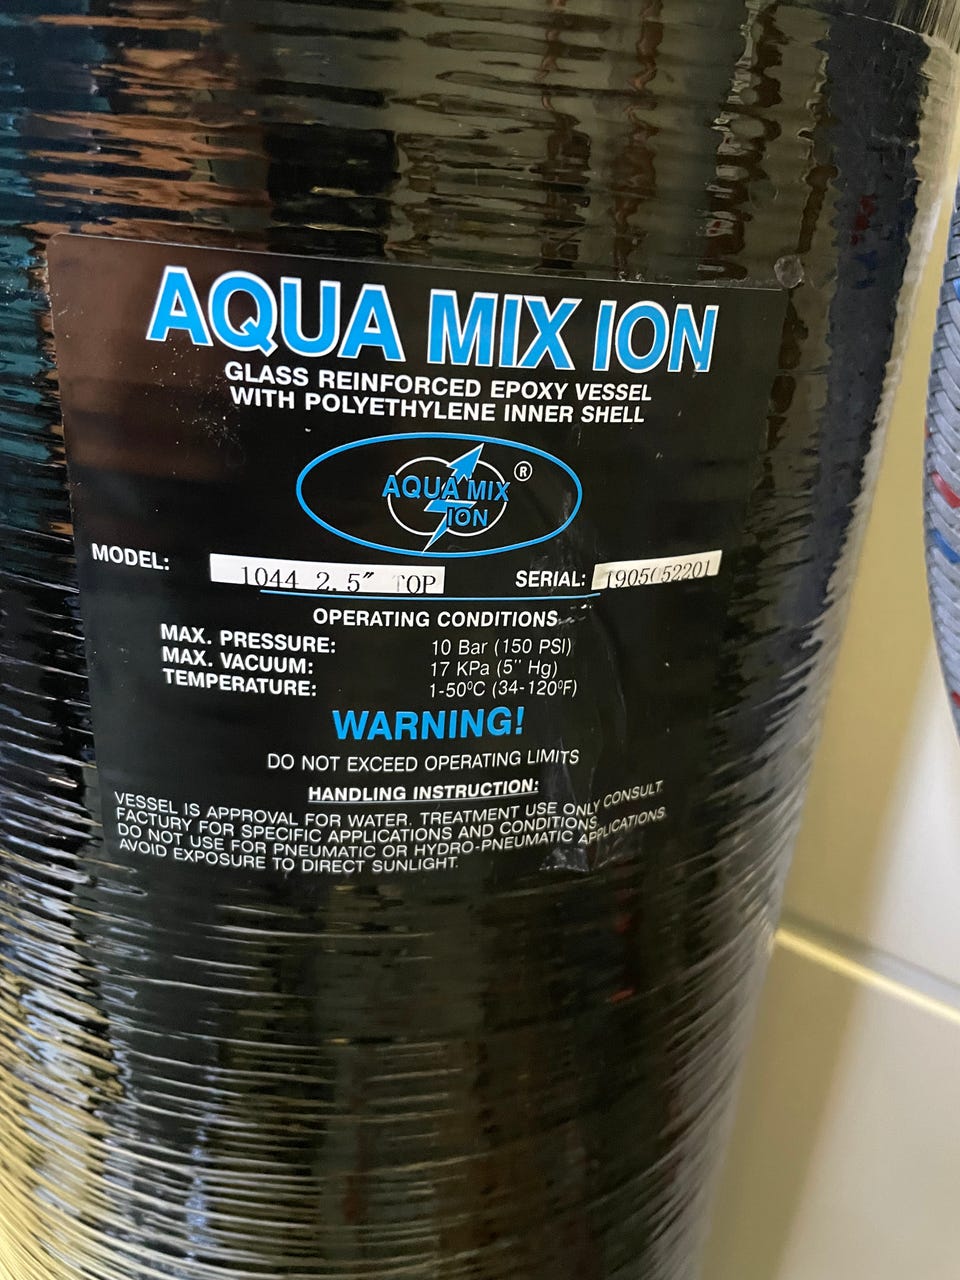 AQUA MIX ION
GLASS REINFORCED EPOXY VESSEL
WITH POLYETHYLENE INNER SHELL
AQUA MIX ®
ION
MODEL: 1044 2.5" TOP SERIAL:
OPERATING CONDITIONS
MAX. PRESSURE: 10 Bar (150 PSI)
MAX. VACUUM: 17 KPa (5" Hg)
TEMPERATURE: 1-50°C (34-120°F)
WARNING!
DO NOT EXCEED OPERATING LIMITS
HANDLING INSTRUCTION:
VESSEL IS APPROVAL FOR WATER. TREATMENT USE ONLY CONSULT
FACTORY FOR SPECIFIC APPLICATIONS AND CONDITIONS
DO NOT USE FOR PNEUMATIC OR HYDRO-PNEUMATIC APPLICATIONS
AVOID EXPOSURE TO DIRECT SUNLIGHT.